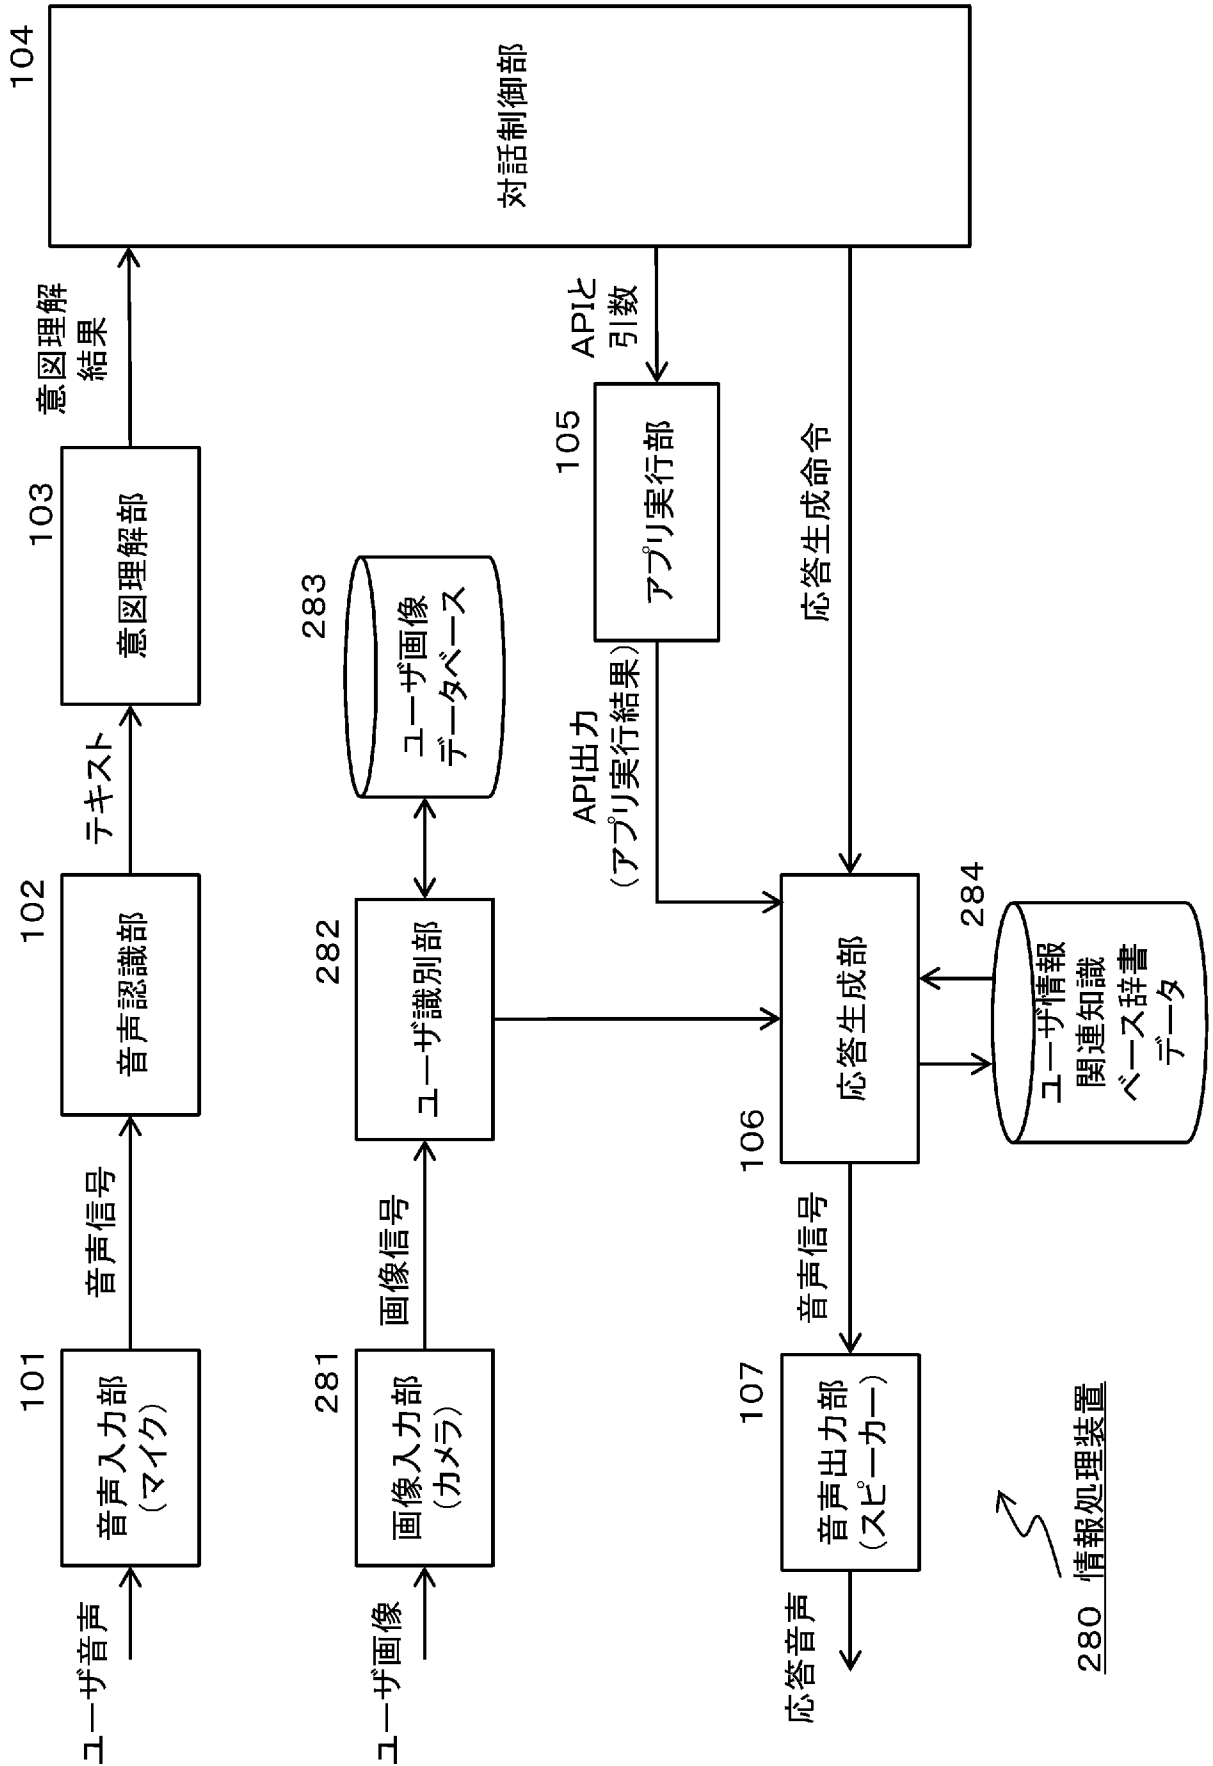 ユーザ音声
101
音声入力部
(マイク)
音声信号
102
音声認識部
テキスト
103
意図理解部
意図理解
結果
104
対話制御部
ユーザ画像
281
画像入力部
(カメラ)
画像信号
282
ユーザ識別部
283
ユーザ画像
データベース
APIと
引数
105
アプリ実行部
API出力
(アプリ実行結果)
応答生成命令
106
応答生成部
284
ユーザ情報
関連知識
ベース辞書
データ
音声信号
107
音声出力部
(スピーカー)
応答音声
280 情報処理装置